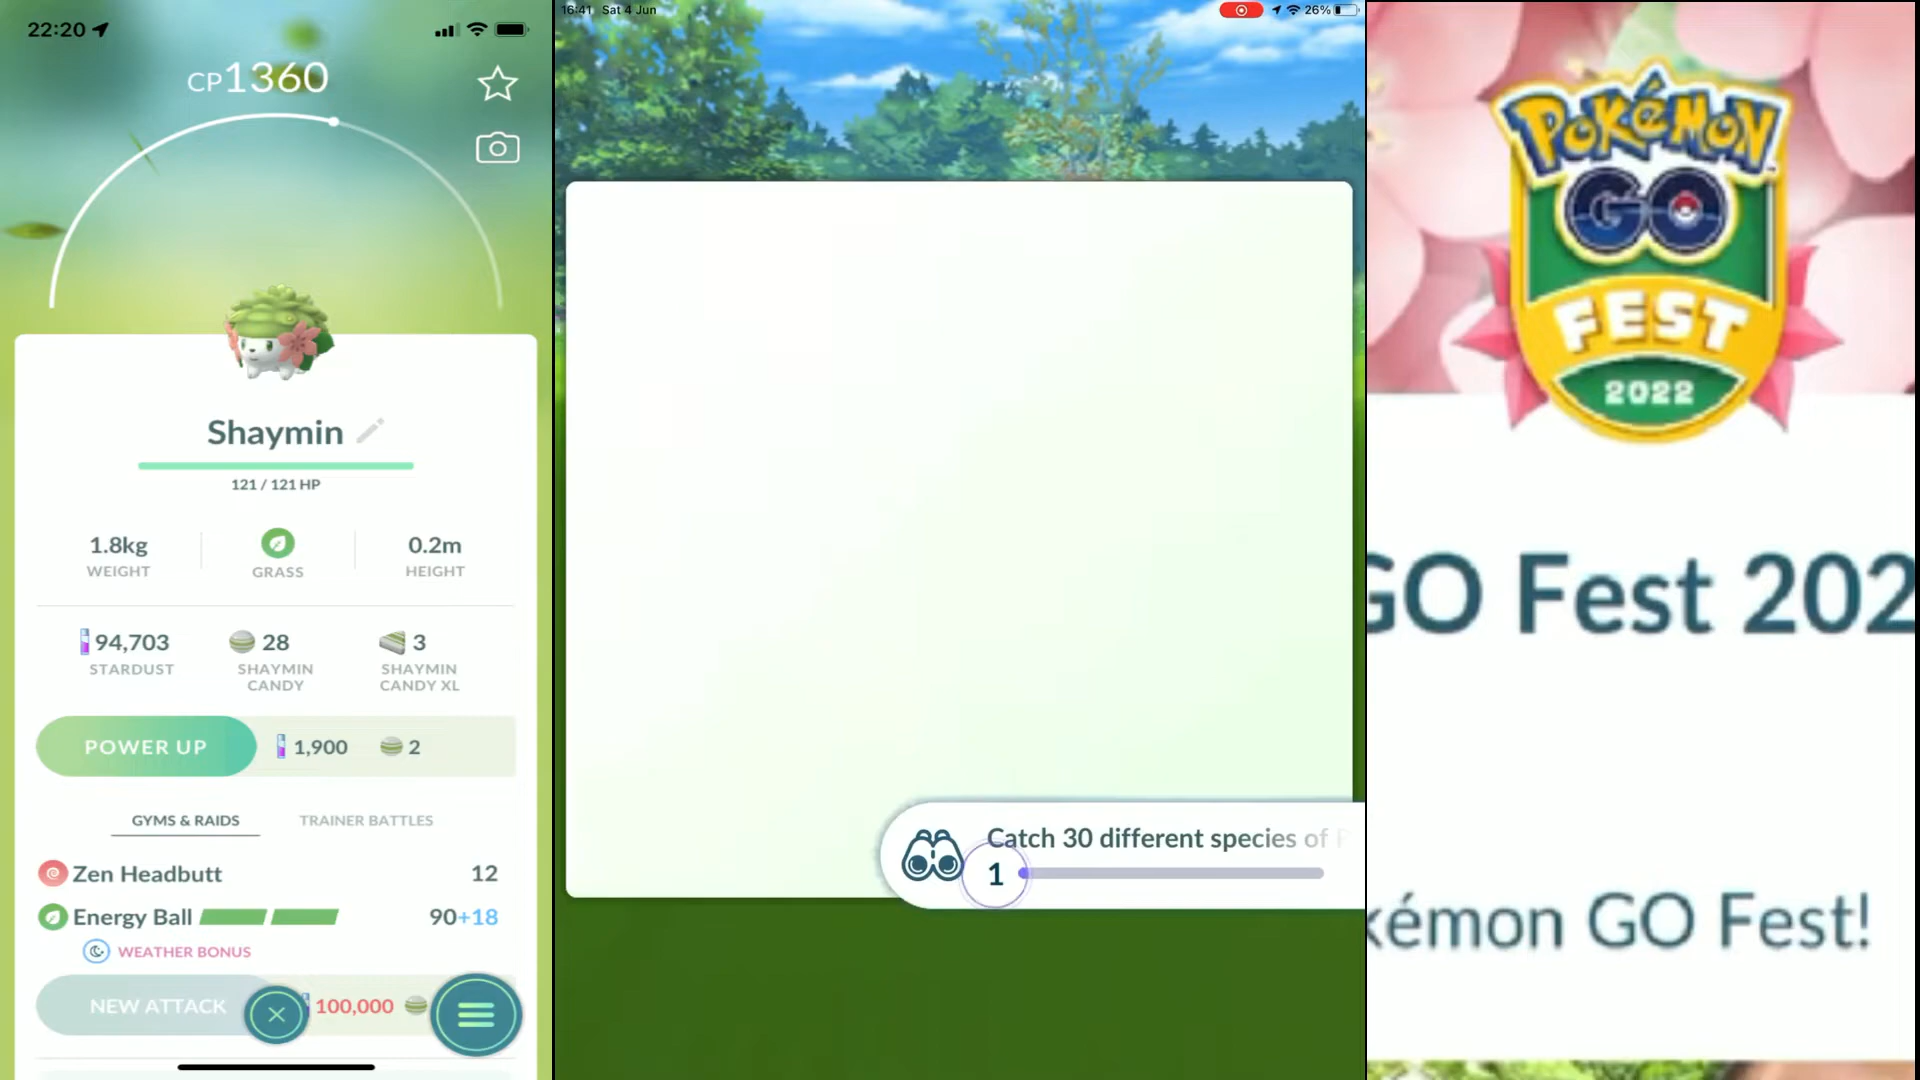 22:20
CP1360
Shaymin
121 / 121 HP
1.8kg
WEIGHT
GRASS
0.2m
HEIGHT
94,703
STARDUST
28
SHAYMIN
CANDY
3
SHAYMIN
CANDY XL
POWER UP
1,900
2
GYMS & RAIDS
TRAINER BATTLES
Zen Headbutt
12
Energy Ball
90+18
WEATHER BONUS
NEW ATTACK
100,000
16:41 Sat 4 Jun
26%
Catch 30 different species of P
1
POKéMON
GO
FEST
2022
GO Fest 202
kémon GO Fest!